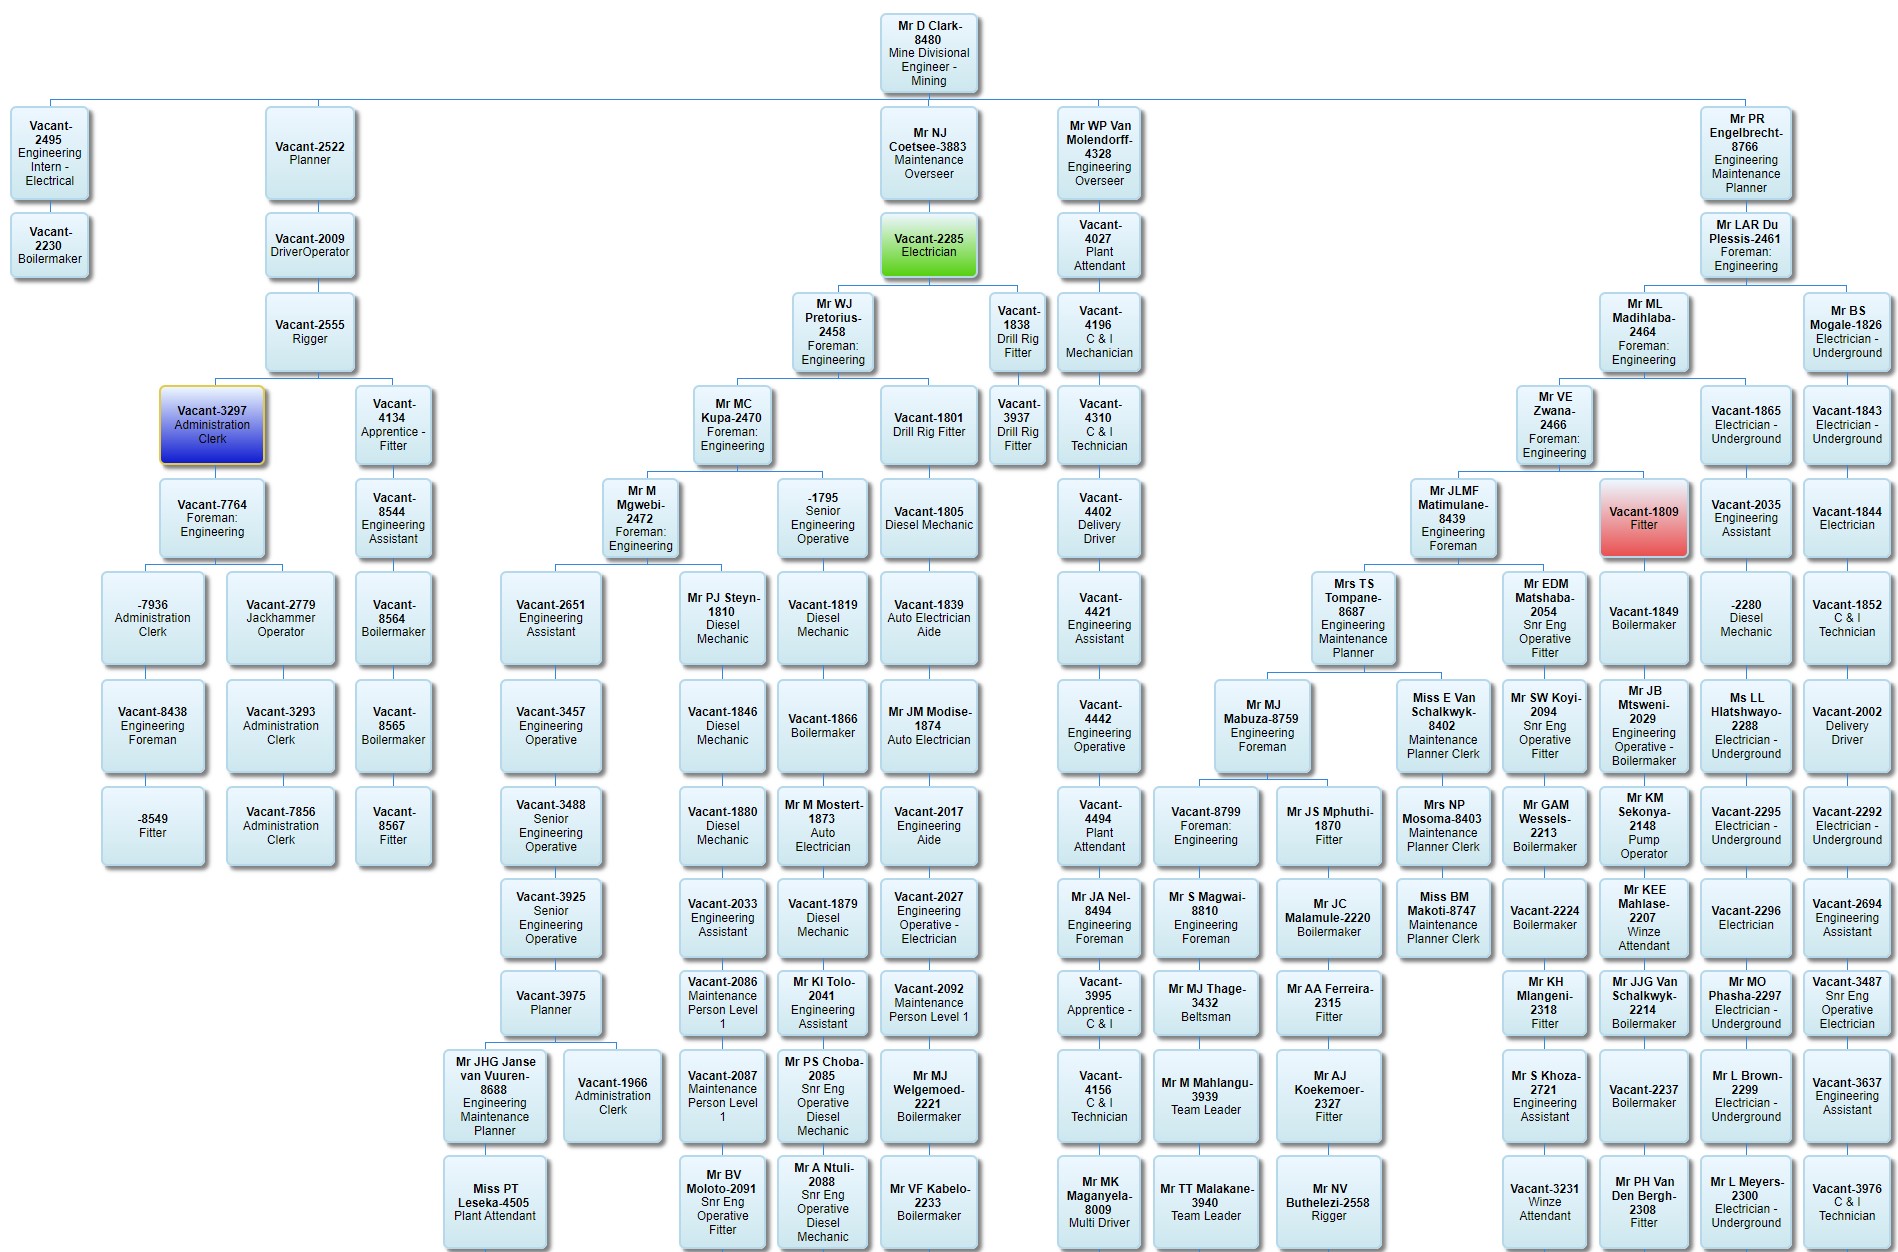 Mr D Clark-
8480
Mine Divisional
Engineer -
Mining
Vacant-
2495
Engineering
Intern -
Electrical
Vacant-2522
Planner
Mr NJ
Coetsee-3883
Maintenance
Overseer
Mr WP Van
Molendorff-
4328
Engineering
Overseer
Mr PR
Engelbrecht-
8766
Engineering
Maintenance
Planner
Vacant-
2230
Boilermaker
Vacant-2009
DriverOperator
Vacant-2285
Electrician
Vacant-
4027
Plant
Attendant
Mr LAR Du
Plessis-2461
Foreman:
Engineering
Vacant-2555
Rigger
Mr WJ
Pretorius-
2458
Foreman:
Engineering
Vacant-
1838
Drill Rig
Fitter
Vacant-
4196
C & I
Mechanician
Mr ML
Madihlaba-
2464
Foreman:
Engineering
Mr BS
Mogale-1826
Electrician -
Underground
Vacant-3297
Administration
Clerk
Vacant-
4134
Apprentice -
Fitter
Mr MC
Kupa-2470
Foreman:
Engineering
Vacant-1801
Drill Rig Fitter
Vacant-
3937
Drill Rig
Fitter
Vacant-
4310
C & I
Technician
Mr VE
Zwana-
2466
Foreman:
Engineering
Vacant-1865
Electrician -
Underground
Vacant-1843
Electrician -
Underground
Vacant-7764
Foreman:
Engineering
Vacant-
8544
Engineering
Assistant
Mr M
Mgwebi-
2472
Foreman:
Engineering
-1795
Senior
Engineering
Operative
Vacant-1805
Diesel Mechanic
Vacant-
4402
Delivery
Driver
Mr JLMF
Matimulane-
8439
Engineering
Foreman
Vacant-1809
Fitter
Vacant-2035
Engineering
Assistant
Vacant-1844
Electrician
-7936
Administration
Clerk
Vacant-2779
Jackhammer
Operator
Vacant-
8564
Boilermaker
Vacant-2651
Engineering
Assistant
Mr PJ Steyn-
1810
Diesel
Mechanic
Vacant-1819
Diesel
Mechanic
Vacant-1839
Auto Electrician
Aide
Vacant-
4421
Engineering
Assistant
Mrs TS
Tompane-
8687
Engineering
Maintenance
Planner
Mr EDM
Matshaba-
2054
Snr Eng
Operative
Fitter
Vacant-1849
Boilermaker
-2280
Diesel
Mechanic
Vacant-1852
C & I
Technician
Vacant-8438
Engineering
Foreman
Vacant-3293
Administration
Clerk
Vacant-
8565
Boilermaker
Vacant-3457
Engineering
Operative
Vacant-1846
Diesel
Mechanic
Vacant-1866
Boilermaker
Mr JM Modise-
1874
Auto Electrician
Vacant-
4442
Engineering
Operative
Mr MJ
Mabuza-8759
Engineering
Foreman
Miss E Van
Schalkwyk-
8402
Maintenance
Planner Clerk
Mr SW Koyi-
2094
Snr Eng
Operative
Fitter
Mr JB
Mtsweni-
2029
Engineering
Operative -
Boilermaker
Ms LL
Hlatshwayo-
2288
Electrician -
Underground
Vacant-2002
Delivery
Driver
-8549
Fitter
Vacant-7856
Administration
Clerk
Vacant-
8567
Fitter
Vacant-3488
Senior
Engineering
Operative
Vacant-1880
Diesel
Mechanic
Mr M Mostert-
1873
Auto
Electrician
Vacant-2017
Engineering
Aide
Vacant-
4494
Plant
Attendant
Vacant-8799
Foreman:
Engineering
Mr JS Mphuthi-
1870
Fitter
Mrs NP
Mosoma-8403
Maintenance
Planner Clerk
Mr GAM
Wessels-
2213
Boilermaker
Mr KM
Sekonya-
2148
Pump
Operator
Vacant-2295
Electrician -
Underground
Vacant-2292
Electrician -
Underground
Vacant-3925
Senior
Engineering
Operative
Vacant-2033
Engineering
Assistant
Vacant-1879
Diesel
Mechanic
Vacant-2027
Engineering
Operative -
Electrician
Mr JA Nel-
8494
Engineering
Foreman
Mr S Magwai-
8810
Engineering
Foreman
Mr JC
Malamule-2220
Boilermaker
Miss BM
Makoti-8747
Maintenance
Planner Clerk
Vacant-2224
Boilermaker
Mr KEE
Mahlase-
2207
Winze
Attendant
Vacant-2296
Electrician
Vacant-2694
Engineering
Assistant
Vacant-3975
Planner
Vacant-2086
Maintenance
Person Level
1
Mr KI Tolo-
2041
Engineering
Assistant
Vacant-2092
Maintenance
Person Level 1
Vacant-
3995
Apprentice -
C & I
Mr MJ Thage-
3432
Beltsman
Mr AA Ferreira-
2315
Fitter
Mr KH
Mlangeni-
2318
Fitter
Mr JJG Van
Schalkwyk-
2214
Boilermaker
Mr MO
Phasha-2297
Electrician -
Underground
Vacant-3487
Snr Eng
Operative
Electrician
Mr JHG Janse
van Vuuren-
8688
Engineering
Maintenance
Planner
Vacant-1966
Administration
Clerk
Vacant-2087
Maintenance
Person Level
1
Mr PS Choba-
2085
Snr Eng
Operative
Diesel
Mechanic
Mr MJ
Welgemoed-
2221
Boilermaker
Vacant-
4156
C & I
Technician
Mr M Mahlangu-
3939
Team Leader
Mr AJ
Koekemoer-
2327
Fitter
Mr S Khoza-
2721
Engineering
Assistant
Vacant-2237
Boilermaker
Mr L Brown-
2299
Electrician -
Underground
Vacant-3637
Engineering
Assistant
Miss PT
Leseka-4505
Plant Attendant
Mr BV
Moloto-2091
Snr Eng
Operative
Fitter
Mr A Ntuli-
2088
Snr Eng
Operative
Diesel
Mechanic
Mr VF Kabelo-
2233
Boilermaker
Mr MK
Maganyela-
8009
Multi Driver
Mr TT Malakane-
3940
Team Leader
Mr NV
Buthelezi-2558
Rigger
Vacant-3231
Winze
Attendant
Mr PH Van
Den Bergh-
2308
Fitter
Mr L Meyers-
2300
Electrician -
Underground
Vacant-3976
C & I
Technician